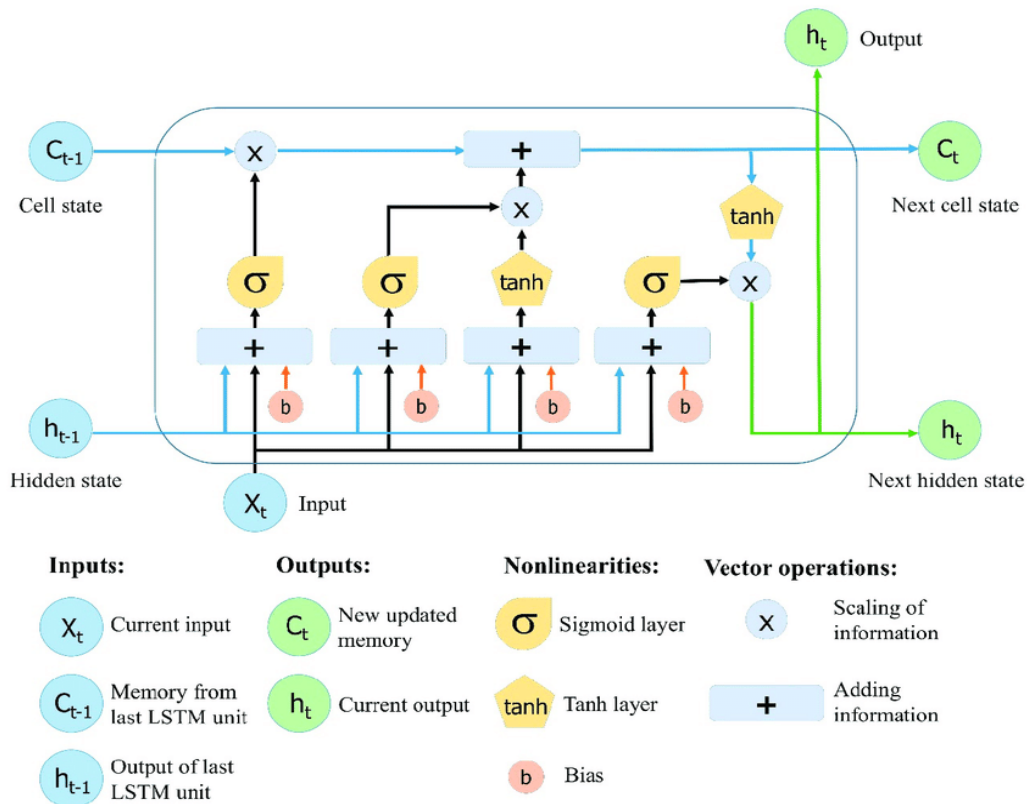 hₜ Output
Cₜ₋₁ x + Cₜ
Cell state x tanh Next cell state
σ σ tanh σ x
+ + + +
b b b b
hₜ₋₁ hₜ
Hidden state Next hidden state
Xₜ Input
Inputs: Outputs: Nonlinearities: Vector operations:
Xₜ Current input
Cₜ₋₁ Memory from
last LSTM unit
hₜ₋₁ Output of last
LSTM unit
Cₜ New updated
memory
hₜ Current output
σ Sigmoid layer
tanh Tanh layer
b Bias
x Scaling of
information
+ Adding
information